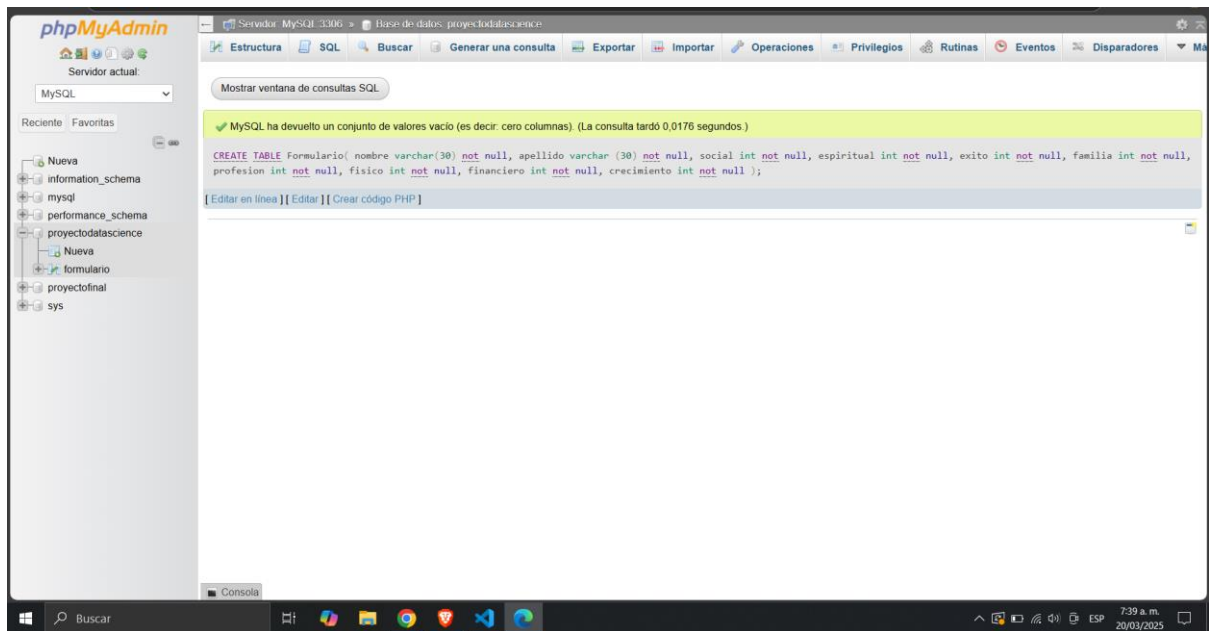 phpMyAdmin
Servidor actual:
MySQL
Reciente Favoritas
Nueva
information_schema
mysql
performance_schema
proyectodatascience
Nueva
formulario
proyectofinal
sys
Servidor: MySQL:3306 » Base de datos: proyectodatascience
Estructura SQL Buscar Generar una consulta Exportar Importar Operaciones Privilegios Rutinas Eventos Disparadores Má
Mostrar ventana de consultas SQL
MySQL ha devuelto un conjunto de valores vacío (es decir: cero columnas). (La consulta tardó 0,0176 segundos.)
CREATE TABLE Formulario( nombre varchar(30) not null, apellido varchar (30) not null, social int not null, espiritual int not null, exito int not null, familia int not null,
profesion int not null, fisico int not null, financiero int not null, crecimiento int not null );
[ Editar en línea ] [ Editar ] [ Crear código PHP ]
Consola
Buscar
ESP
7:39 a. m.
20/03/2025